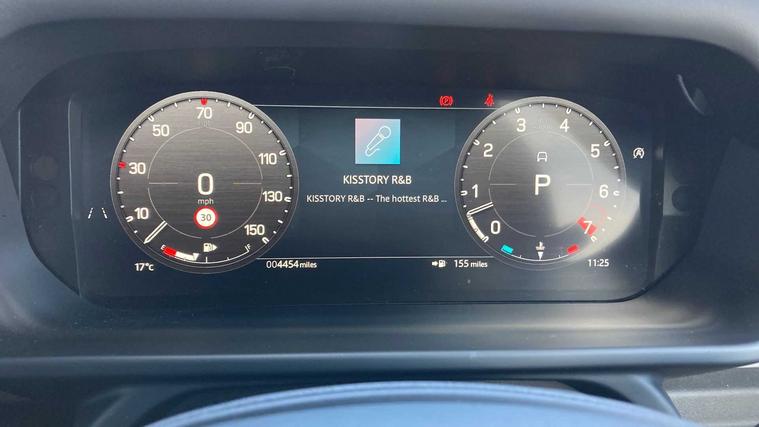 70
50
90
30
110
0
mph
130
30
10
150
E
F
17°C
004454 miles
KISSTORY R&B
KISSTORY R&B -- The hottest R&B ...
155 miles
(P)
3
4
2
5
1
P
6
0
7
11:25